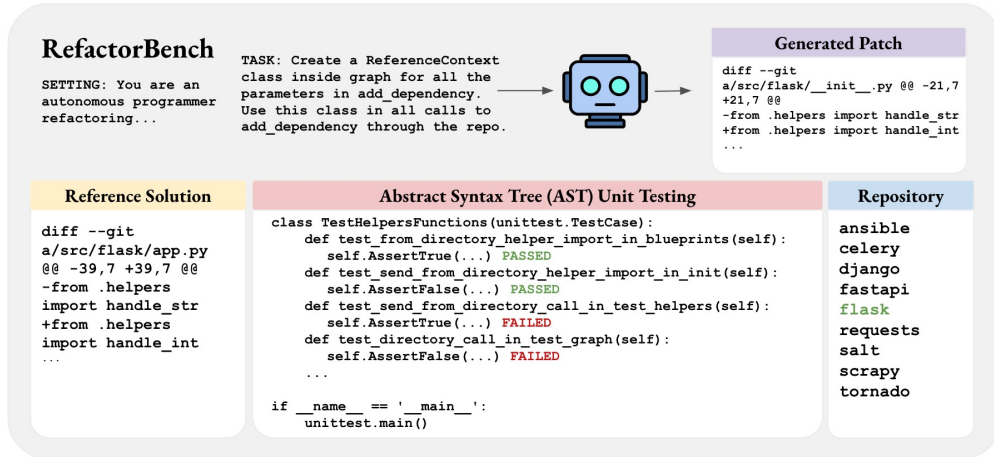 RefactorBench
SETTING: You are an
autonomous programmer
refactoring...
TASK: Create a ReferenceContext
class inside graph for all the
parameters in add_dependency.
Use this class in all calls to
add_dependency through the repo.
Generated Patch
diff --git
a/src/flask/__init__.py @@ -21,7
+21,7 @@
-from .helpers import handle_str
+from .helpers import handle_int
...
Reference Solution
diff --git
a/src/flask/app.py
@@ -39,7 +39,7 @@
-from .helpers
import handle_str
+from .helpers
import handle_int
...
Abstract Syntax Tree (AST) Unit Testing
class TestHelpersFunctions(unittest.TestCase):
    def test_from_directory_helper_import_in_blueprints(self):
        self.AssertTrue(...) PASSED
    def test_send_from_directory_helper_import_in_init(self):
        self.AssertFalse(...) PASSED
    def test_send_from_directory_call_in_test_helpers(self):
        self.AssertTrue(...) FAILED
    def test_directory_call_in_test_graph(self):
        self.AssertFalse(...) FAILED
    ...
if __name__ == '__main__':
    unittest.main()
Repository
ansible
celery
django
fastapi
flask
requests
salt
scrapy
tornado